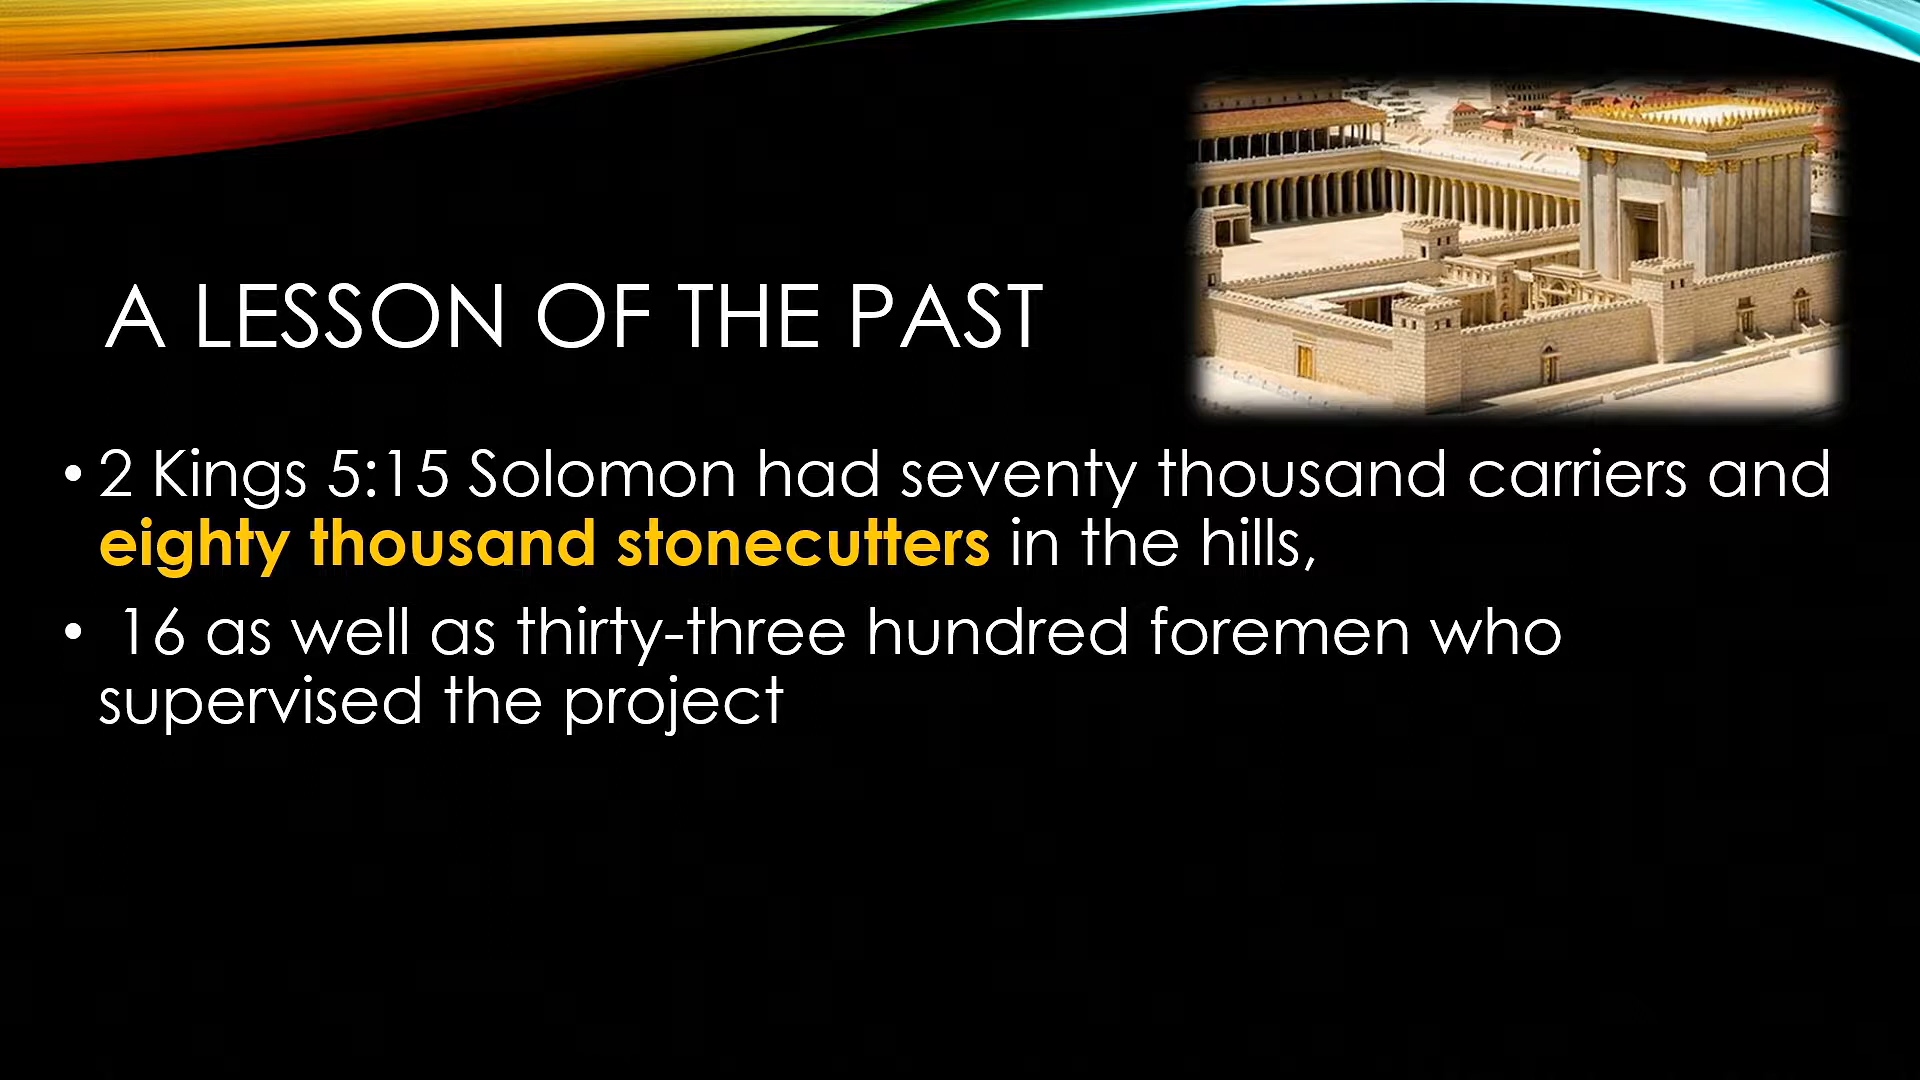 A LESSON OF THE PAST
• 2 Kings 5:15 Solomon had seventy thousand carriers and
eighty thousand stonecutters in the hills,
• 16 as well as thirty-three hundred foremen who
supervised the project